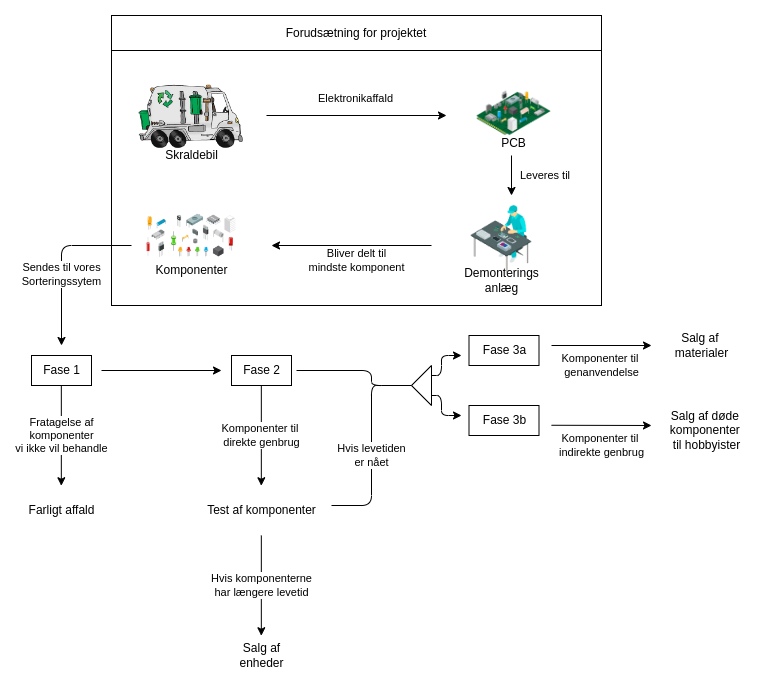 Forudsætning for projektet
Elektronikaffald
Skraldebil
PCB
Leveres til
Komponenter
Bliver delt til
mindste komponent
Demonterings
anlæg
Sendes til vores
Sorteringssytem
Fase 1
Fase 2
Fase 3a
Komponenter til
genanvendelse
Salg af
materialer
Fase 3b
Komponenter til
indirekte genbrug
Salg af døde
komponenter
til hobbyister
Fratagelse af
komponenter
vi ikke vil behandle
Komponenter til
direkte genbrug
Hvis levetiden
er nået
Farligt affald
Test af komponenter
Hvis komponenterne
har længere levetid
Salg af
enheder